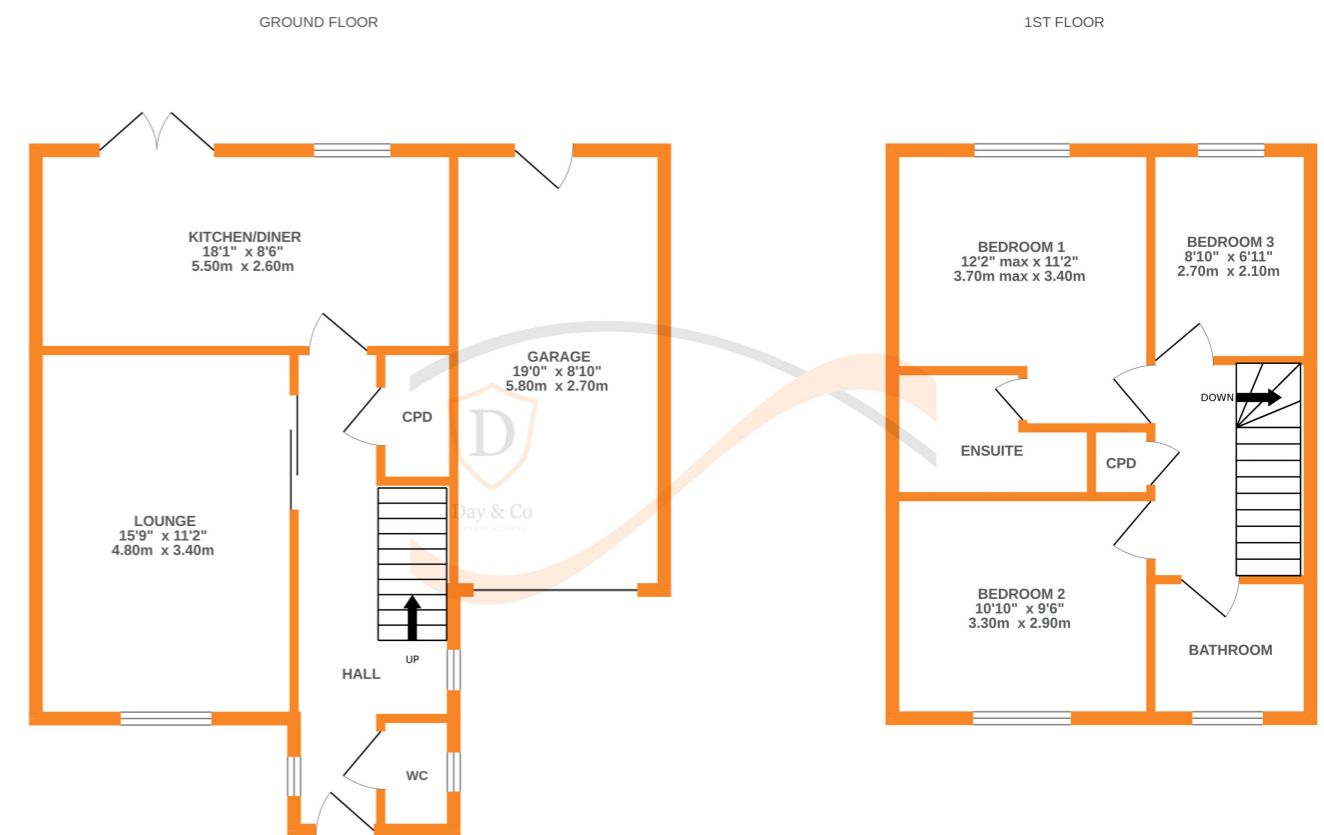 GROUND FLOOR
KITCHEN/DINER
18'1" x 8'6"
5.50m x 2.60m
GARAGE
19'0" x 8'10"
5.80m x 2.70m
CPD
D
Day & Co
ESTATE AGENTS
LOUNGE
15'9" x 11'2"
4.80m x 3.40m
UP
HALL
WC
1ST FLOOR
BEDROOM 1
12'2" max x 11'2"
3.70m max x 3.40m
BEDROOM 3
8'10" x 6'11"
2.70m x 2.10m
DOWN
ENSUITE
CPD
BEDROOM 2
10'10" x 9'6"
3.30m x 2.90m
BATHROOM